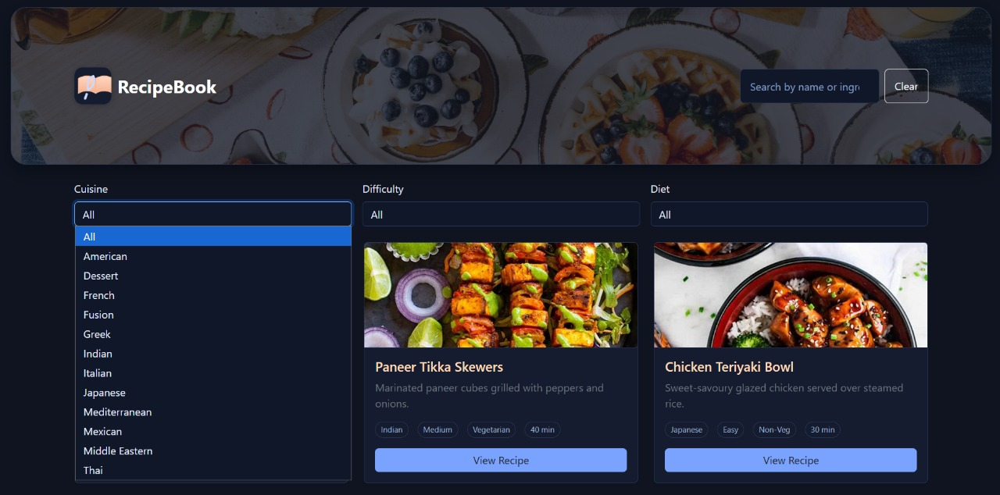 RecipeBook
Search by name or ingr
Clear
Cuisine
Difficulty
Diet
All
All
All
All
American
Dessert
French
Fusion
Greek
Indian
Italian
Japanese
Mediterranean
Mexican
Middle Eastern
Thai
Paneer Tikka Skewers
Marinated paneer cubes grilled with peppers and
onions.
Indian
Medium
Vegetarian
40 min
View Recipe
Chicken Teriyaki Bowl
Sweet-savoury glazed chicken served over steamed
rice.
Japanese
Easy
Non-Veg
30 min
View Recipe